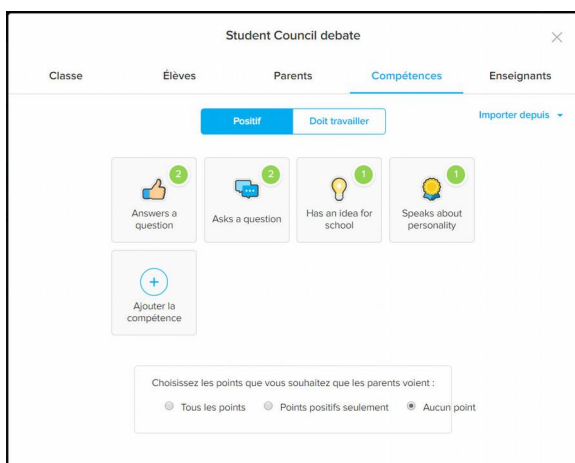 Student Council debate
Classe Élèves Parents Compétences Enseignants
Positif Doit travailler Importer depuis
2 2 1 1
Answers a question
Asks a question
Has an idea for school
Speaks about personality
Ajouter la compétence
Choisissez les points que vous souhaitez que les parents voient :
Tous les points Points positifs seulement Aucun point